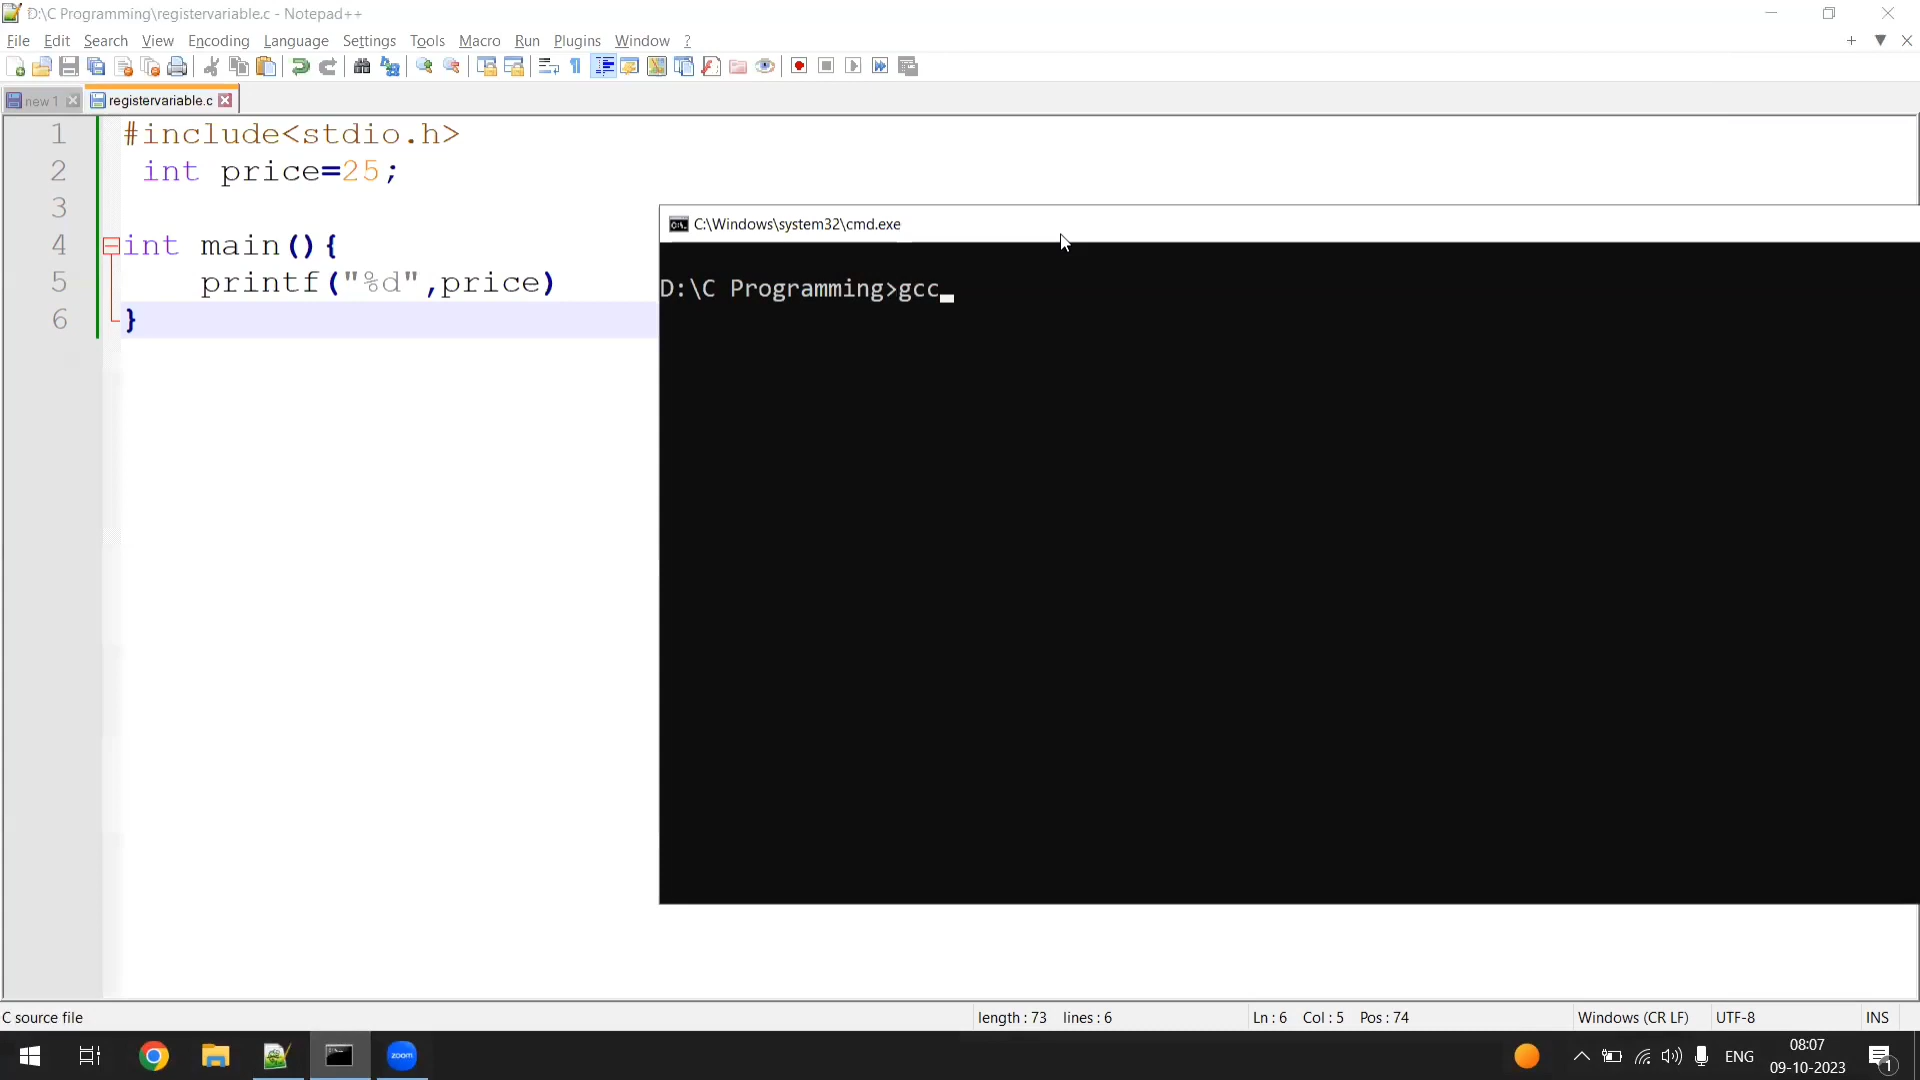 D:\C Programming\registervariable.c - Notepad++
File Edit Search View Encoding Language Settings Tools Macro Run Plugins Window ?
new 1 registervariable.c
1 #include<stdio.h>
2 int price=25;
3
4 int main(){
5 printf("%d",price)
6 }
C:\Windows\system32\cmd.exe
D:\C Programming>gcc
C source file length : 73 lines : 6 Ln : 6 Col : 5 Pos : 74 Windows (CR LF) UTF-8 INS
zoom ENG 08:07
09-10-2023 1